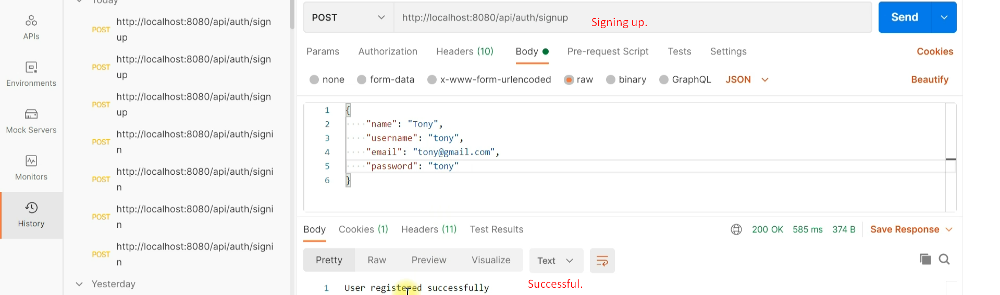 Today
APIs
Environments
Mock Servers
Monitors
History
POST http://localhost:8080/api/auth/sign
up
POST http://localhost:8080/api/auth/sign
up
POST http://localhost:8080/api/auth/sign
up
POST http://localhost:8080/api/auth/signi
n
POST http://localhost:8080/api/auth/signi
n
POST http://localhost:8080/api/auth/signi
n
POST http://localhost:8080/api/auth/signi
n
Yesterday
POST http://localhost:8080/api/auth/signup Signing up. Send
Params Authorization Headers (10) Body Pre-request Script Tests Settings Cookies
none form-data x-www-form-urlencoded raw binary GraphQL JSON Beautify
1 {
2 "name": "Tony",
3 "username": "tony",
4 "email": "tony@gmail.com",
5 "password": "tony"
6 }
Body Cookies (1) Headers (11) Test Results 200 OK 585 ms 374 B Save Response
Pretty Raw Preview Visualize Text
Successful.
1 User registered successfully